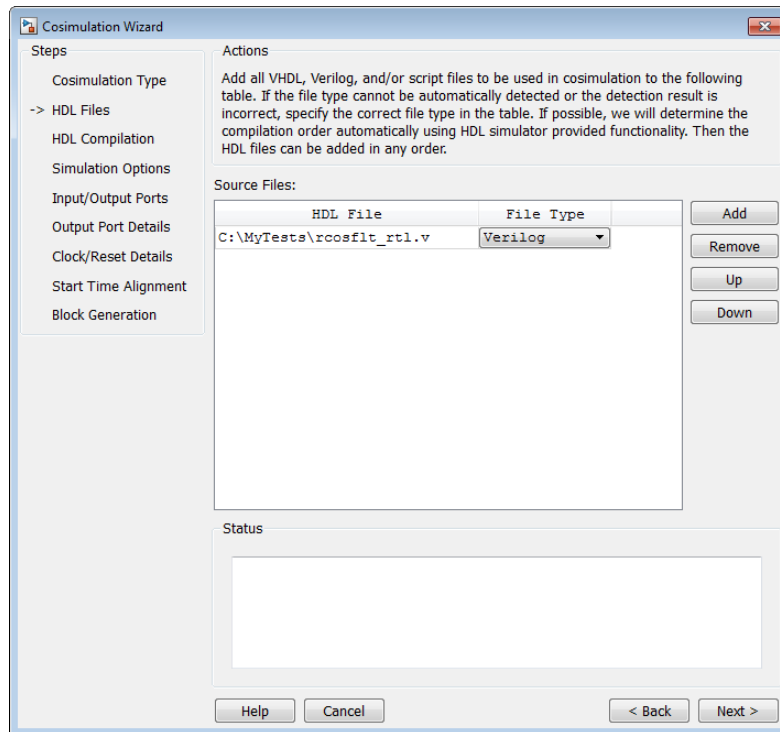 Cosimulation Wizard
Steps
Cosimulation Type
-> HDL Files
HDL Compilation
Simulation Options
Input/Output Ports
Output Port Details
Clock/Reset Details
Start Time Alignment
Block Generation
Actions
Add all VHDL, Verilog, and/or script files to be used in cosimulation to the following
table. If the file type cannot be automatically detected or the detection result is
incorrect, specify the correct file type in the table. If possible, we will determine the
compilation order automatically using HDL simulator provided functionality. Then the
HDL files can be added in any order.
Source Files:
HDL File File Type
C:\MyTests\rcosflt_rtl.v Verilog
Add
Remove
Up
Down
Status
Help Cancel < Back Next >